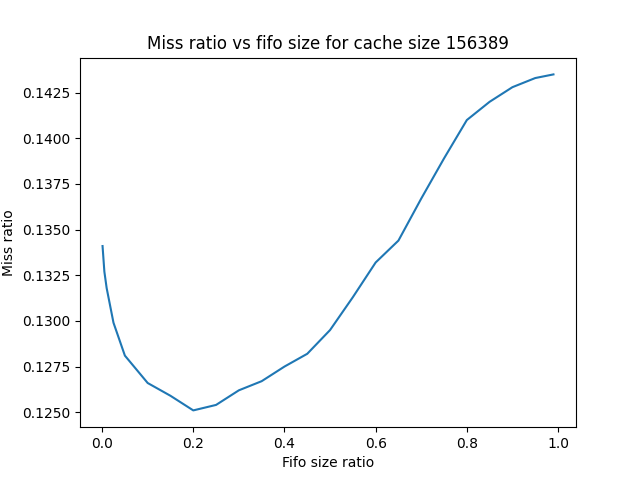 Miss ratio vs fifo size for cache size 156389
Miss ratio
0.1425
0.1400
0.1375
0.1350
0.1325
0.1300
0.1275
0.1250
0.0 0.2 0.4 0.6 0.8 1.0
Fifo size ratio